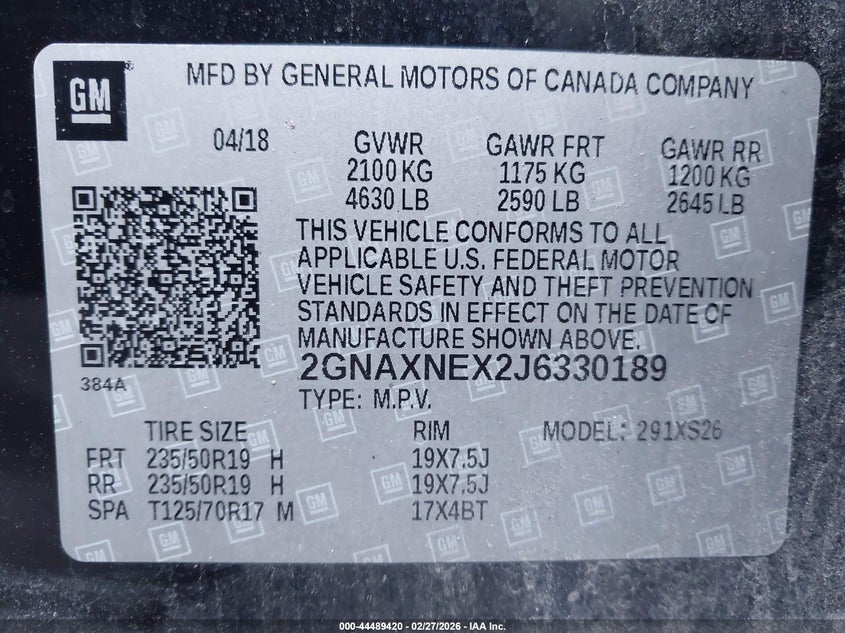 GM
MFD BY GENERAL MOTORS OF CANADA COMPANY
04/18 GVWR GAWR FRT GAWR RR
2100 KG 1175 KG 1200 KG
4630 LB 2590 LB 2645 LB
THIS VEHICLE CONFORMS TO ALL
APPLICABLE U.S. FEDERAL MOTOR
VEHICLE SAFETY AND THEFT PREVENTION
STANDARDS IN EFFECT ON THE DATE OF
MANUFACTURE SHOWN ABOVE.
384A 2GNAXNEX2J6330189
TYPE: M.P.V.
TIRE SIZE RIM MODEL: 291XS26
FRT 235/50R19 H 19X7.5J
RR 235/50R19 H 19X7.5J
SPA T125/70R17 M 17X4BT
000-44489420 - 02/27/2026 - IAA Inc.